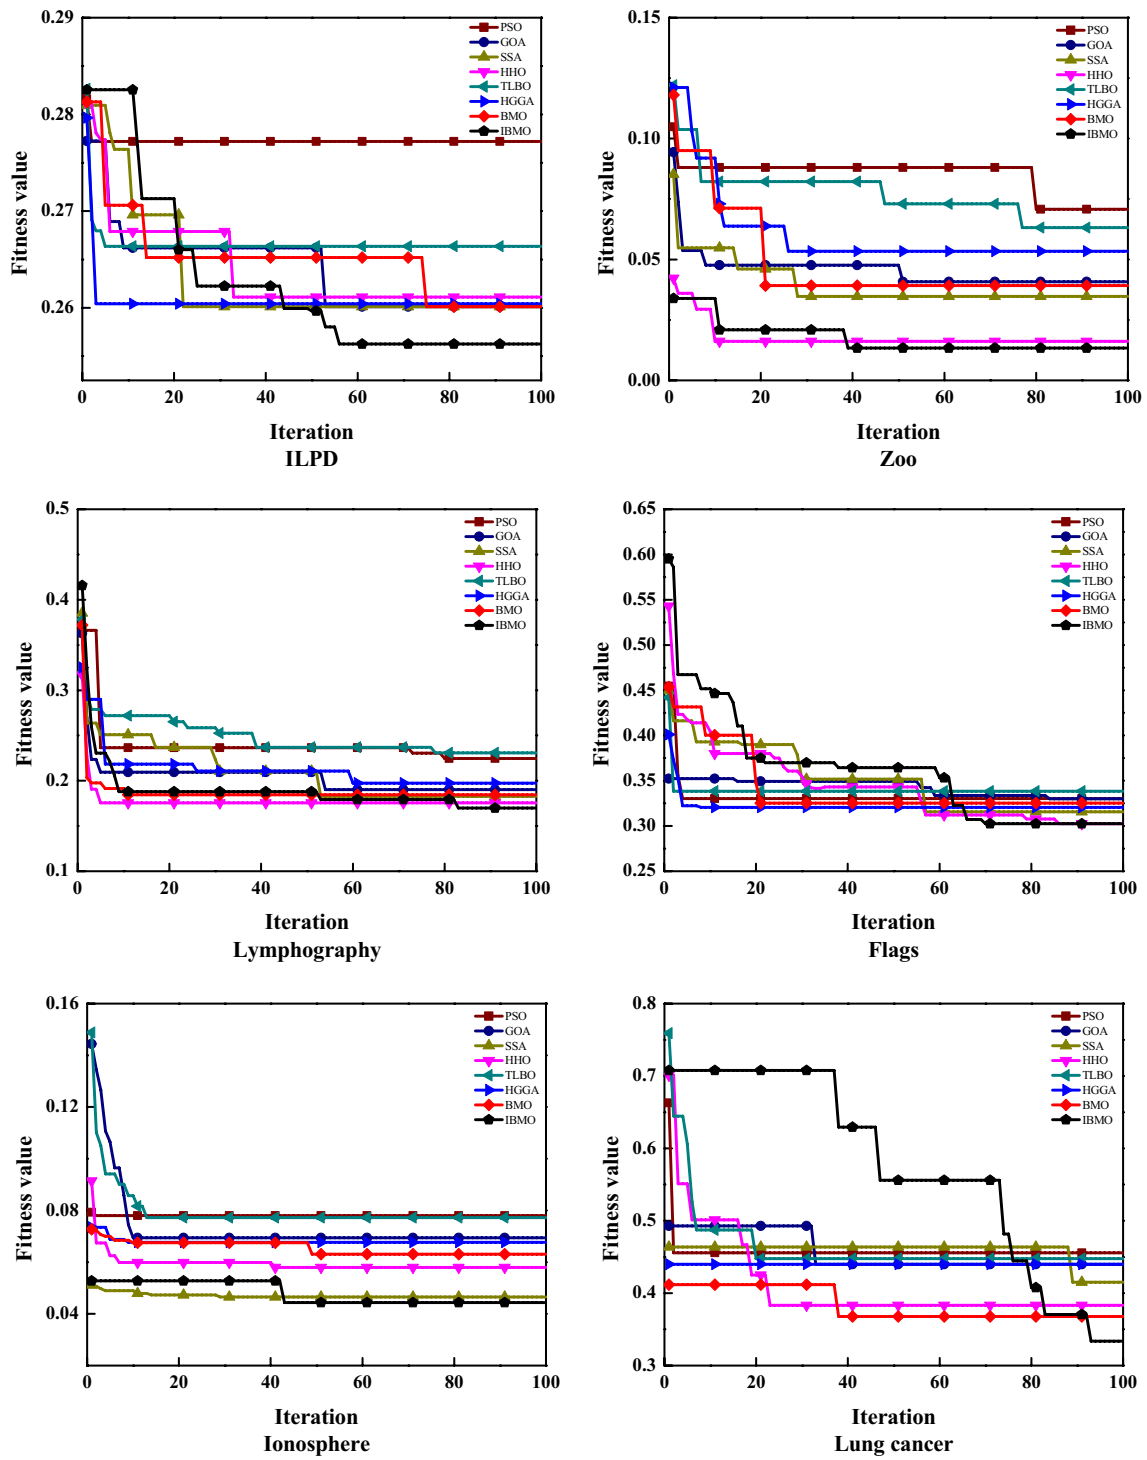 0.29
0.28
0.27
0.26
Fitness value
PSO
GOA
SSA
HHO
TLBO
HGGA
BMO
IBMO
0 20 40 60 80 100
Iteration
ILPD
0.15
0.10
0.05
0.00
Fitness value
PSO
GOA
SSA
HHO
TLBO
HGGA
BMO
IBMO
0 20 40 60 80 100
Iteration
Zoo
0.5
0.4
0.3
0.2
0.1
Fitness value
PSO
GOA
SSA
HHO
TLBO
HGGA
BMO
IBMO
0 20 40 60 80 100
Iteration
Lymphography
0.65
0.60
0.55
0.50
0.45
0.40
0.35
0.30
0.25
Fitness value
PSO
GOA
SSA
HHO
TLBO
HGGA
BMO
IBMO
0 20 40 60 80 100
Iteration
Flags
0.16
0.12
0.08
0.04
Fitness value
PSO
GOA
SSA
HHO
TLBO
HGGA
BMO
IBMO
0 20 40 60 80 100
Iteration
Ionosphere
0.8
0.7
0.6
0.5
0.4
0.3
Fitness value
PSO
GOA
SSA
HHO
TLBO
HGGA
BMO
IBMO
0 20 40 60 80 100
Iteration
Lung cancer